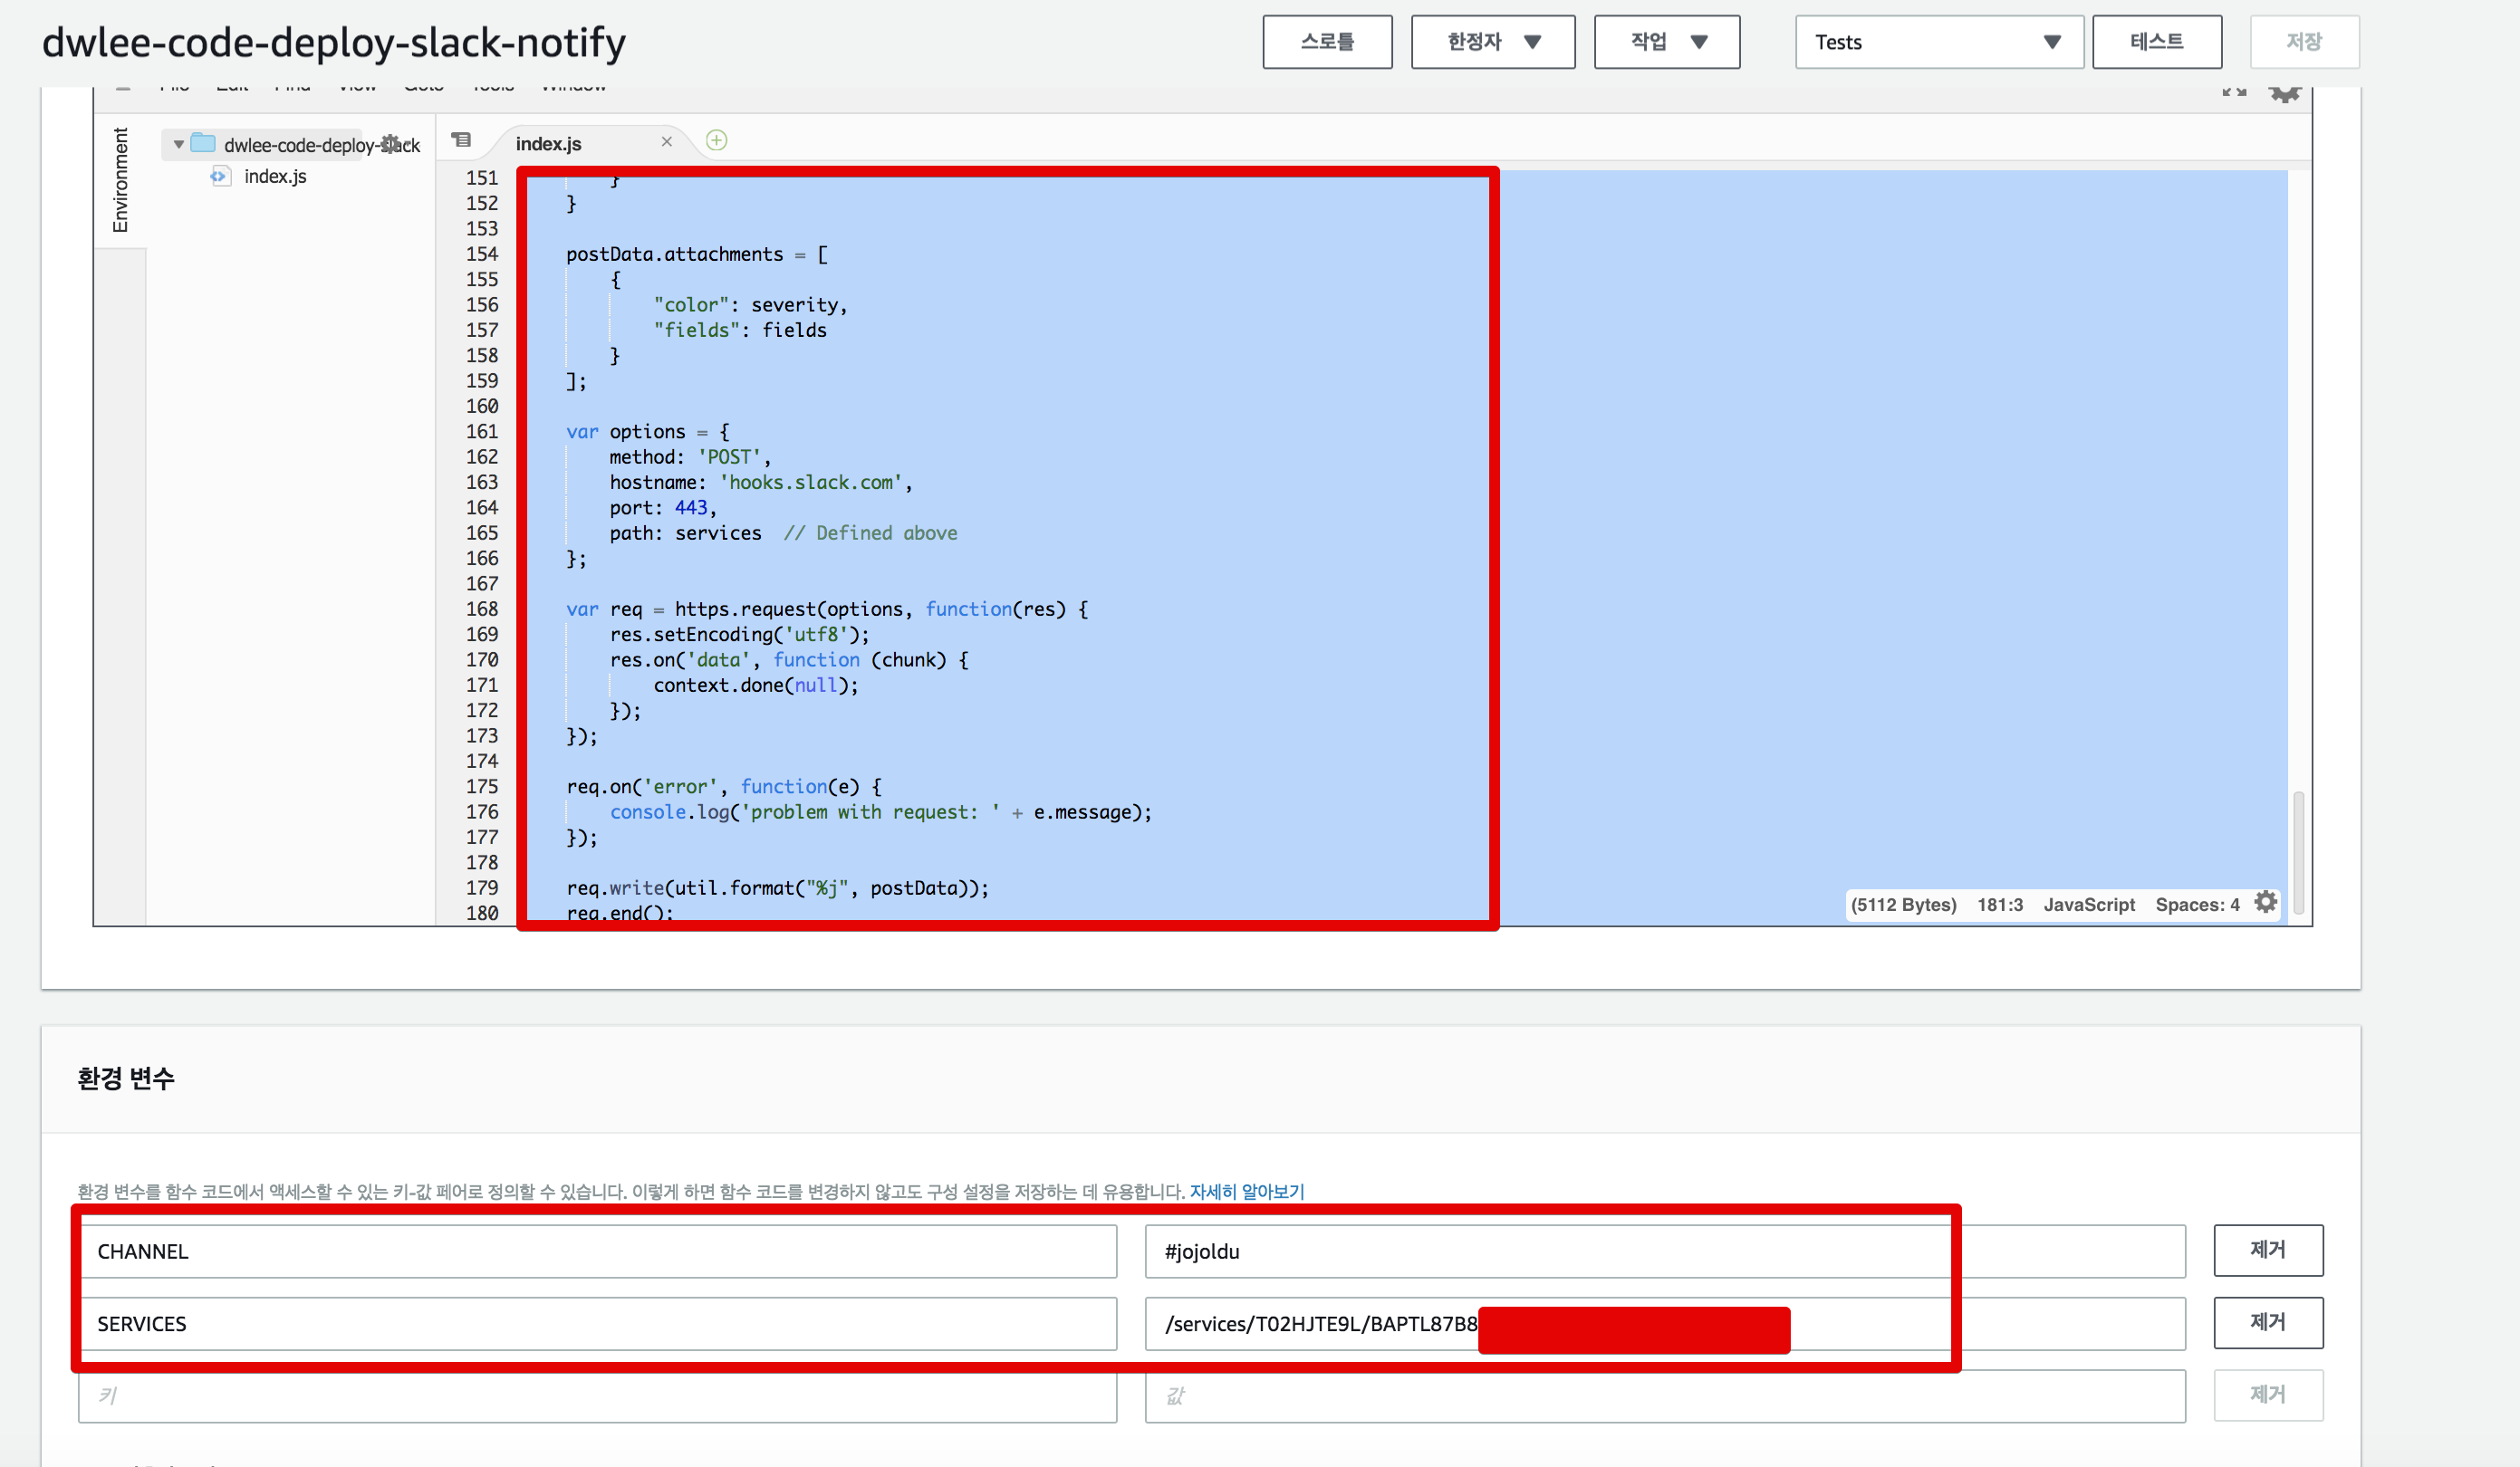 dwlee-code-deploy-slack-notify
스로틀 한정자 작업 Tests 테스트 저장
File Edit Find View Goto Tools Window
Environment
dwlee-code-deploy-slack
index.js
index.js
151 }
152 }
153
154 postData.attachments = [
155 {
156 "color": severity,
157 "fields": fields
158 }
159 ];
160
161 var options = {
162 method: 'POST',
163 hostname: 'hooks.slack.com',
164 port: 443,
165 path: services // Defined above
166 };
167
168 var req = https.request(options, function(res) {
169 res.setEncoding('utf8');
170 res.on('data', function (chunk) {
171 context.done(null);
172 });
173 });
174
175 req.on('error', function(e) {
176 console.log('problem with request: ' + e.message);
177 });
178
179 req.write(util.format("%j", postData));
180 req.end();
(5112 Bytes) 181:3 JavaScript Spaces: 4
환경 변수
환경 변수를 함수 코드에서 액세스할 수 있는 키-값 페어로 정의할 수 있습니다. 이렇게 하면 함수 코드를 변경하지 않고도 구성 설정을 저장하는 데 유용합니다. 자세히 알아보기
CHANNEL #jojoldu 제거
SERVICES /services/T02HJTE9L/BAPTL87B8 제거
키 값 제거